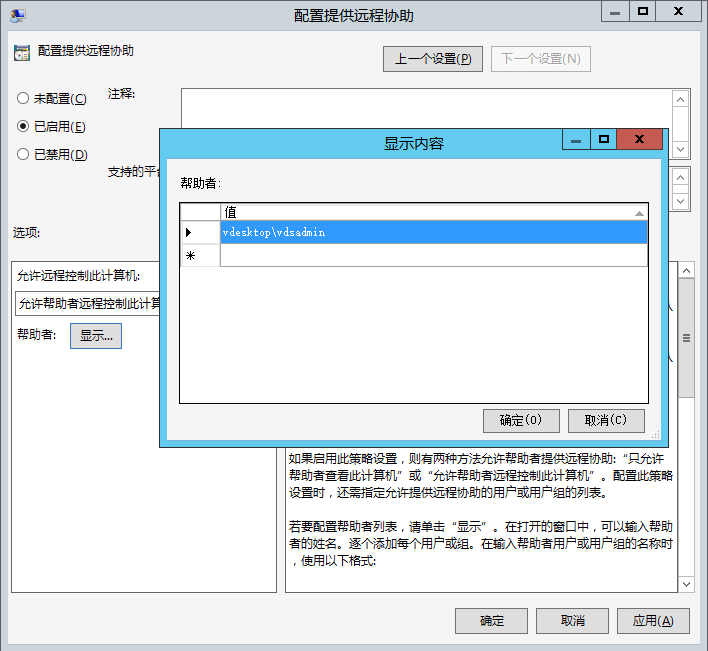 配置提供远程协助
配置提供远程协助
上一个设置(P)
下一个设置(N)
未配置(C)
注释:
已启用(E)
已禁用(D)
支持的平
显示内容
帮助者:
值
vdesktop\vdsadmin
确定(O)
取消(C)
选项:
允许远程控制此计算机:
允许帮助者远程控制此计
帮助者:
显示...
如果启用此策略设置，则有两种方法允许帮助者提供远程协助:“只允许
帮助者查看此计算机”或“允许帮助者远程控制此计算机”。配置此策略
设置时，还需指定允许提供远程协助的用户或用户组的列表。
若要配置帮助者列表，请单击“显示”。在打开的窗口中，可以输入帮助
者的姓名。逐个添加每个用户或组。在输入帮助者用户或用户组的名称时
，使用以下格式:
确定
取消
应用(A)